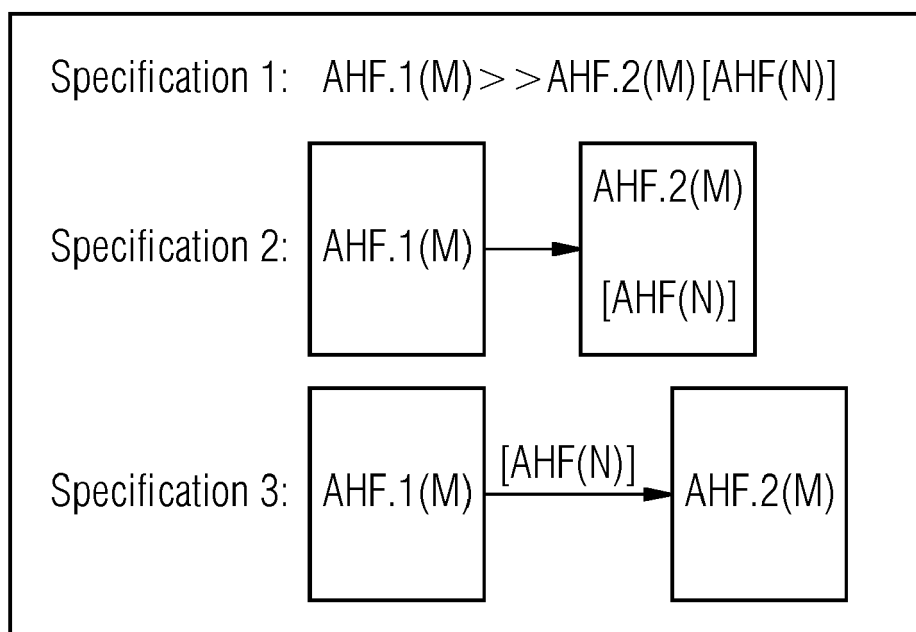 Specification 1: AHF.1(M)>>AHF.2(M)[AHF(N)]
AHF.2(M)
Specification 2: AHF.1(M)
[AHF(N)]
[AHF(N)]
Specification 3: AHF.1(M) AHF.2(M)